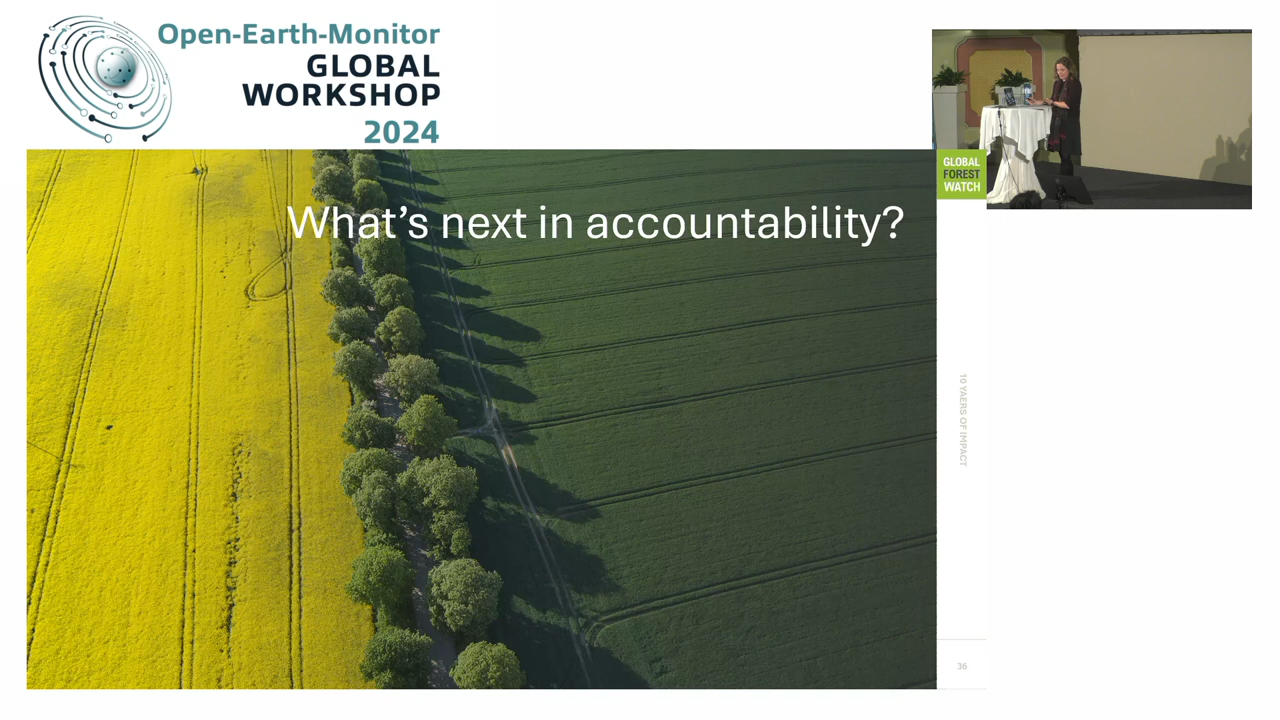 Open-Earth-Monitor
GLOBAL
WORKSHOP
2024
GLOBAL
FOREST
WATCH
What's next in accountability?
10 YAERS OF IMPACT
36